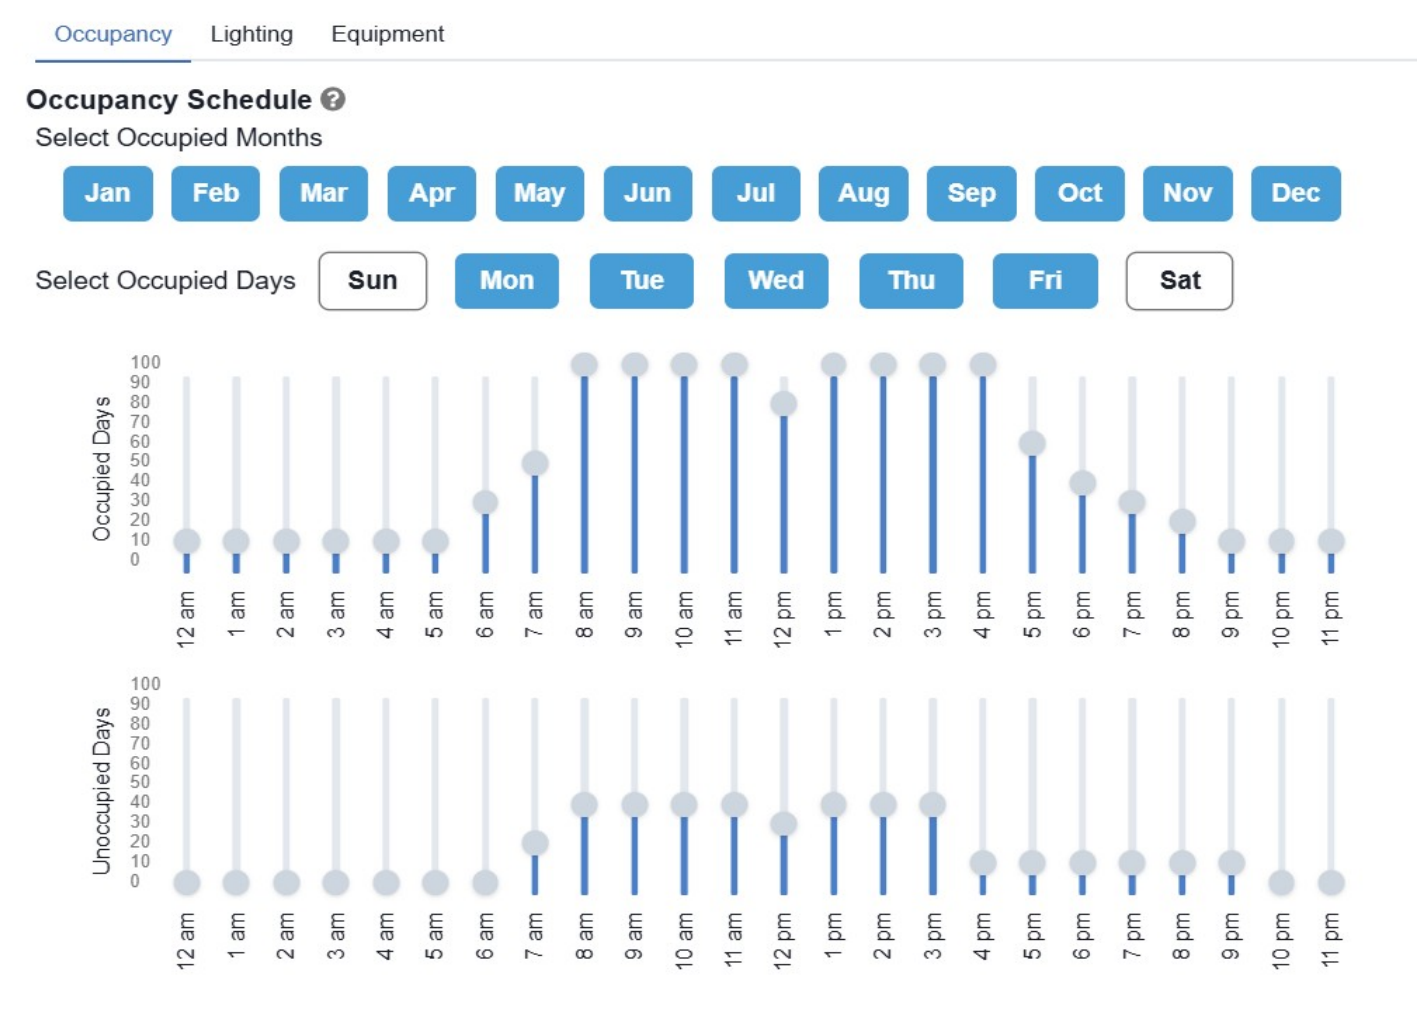 Occupancy Lighting Equipment
Occupancy Schedule ?
Select Occupied Months
Jan Feb Mar Apr May Jun Jul Aug Sep Oct Nov Dec
Select Occupied Days Sun Mon Tue Wed Thu Fri Sat
Occupied Days
100
90
80
70
60
50
40
30
20
10
0
12 am 1 am 2 am 3 am 4 am 5 am 6 am 7 am 8 am 9 am 10 am 11 am 12 pm 1 pm 2 pm 3 pm 4 pm 5 pm 6 pm 7 pm 8 pm 9 pm 10 pm 11 pm
Unoccupied Days
100
90
80
70
60
50
40
30
20
10
0
12 am 1 am 2 am 3 am 4 am 5 am 6 am 7 am 8 am 9 am 10 am 11 am 12 pm 1 pm 2 pm 3 pm 4 pm 5 pm 6 pm 7 pm 8 pm 9 pm 10 pm 11 pm